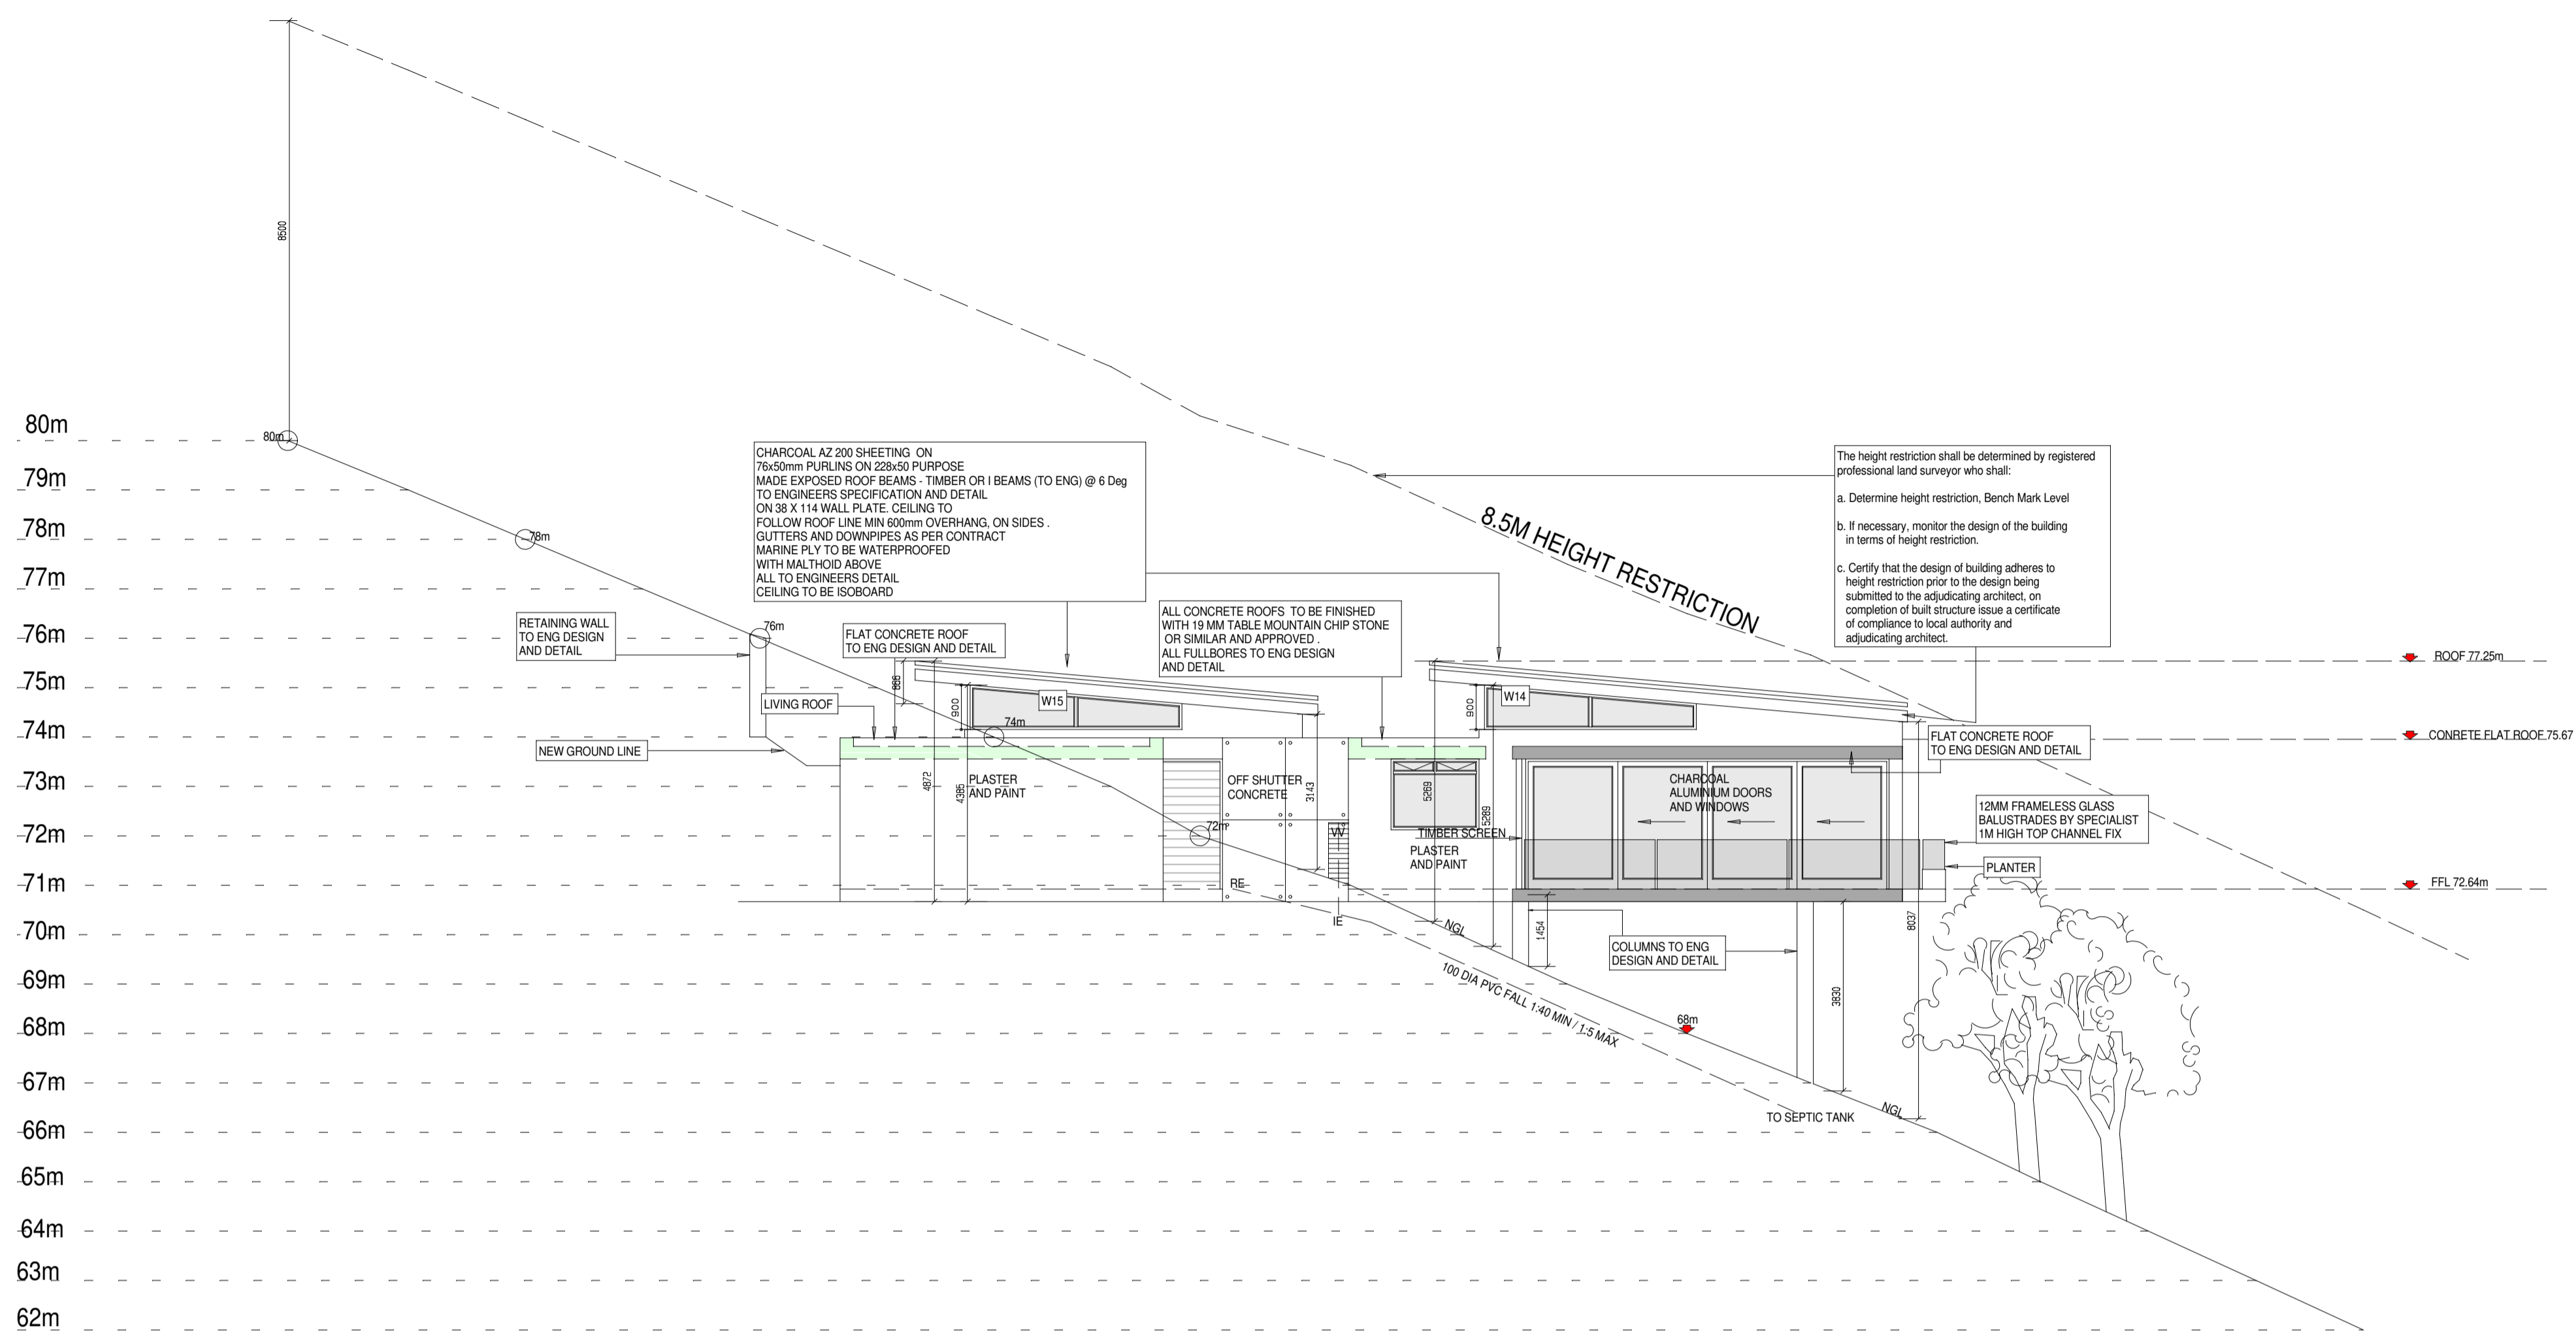 8500
80m
79m
78m
77m
76m
75m
74m
73m
72m
71m
70m
69m
68m
67m
66m
65m
64m
63m
62m
80m
78m
76m
74m
72m
68m
CHARCOAL AZ 200 SHEETING ON
76x50mm PURLINS ON 228x50 PURPOSE
MADE EXPOSED ROOF BEAMS - TIMBER OR I BEAMS (TO ENG) @ 6 Deg
TO ENGINEERS SPECIFICATION AND DETAIL
ON 38 X 114 WALL PLATE. CEILING TO
FOLLOW ROOF LINE MIN 600mm OVERHANG, ON SIDES .
GUTTERS AND DOWNPIPES AS PER CONTRACT
MARINE PLY TO BE WATERPROOFED
WITH MALTHOID ABOVE
ALL TO ENGINEERS DETAIL
CEILING TO BE ISOBOARD
8.5M HEIGHT RESTRICTION
The height restriction shall be determined by registered
professional land surveyor who shall:
a. Determine height restriction, Bench Mark Level
b. If necessary, monitor the design of the building
in terms of height restriction.
c. Certify that the design of building adheres to
height restriction prior to the design being
submitted to the adjudicating architect, on
completion of built structure issue a certificate
of compliance to local authority and
adjudicating architect.
RETAINING WALL
TO ENG DESIGN
AND DETAIL
FLAT CONCRETE ROOF
TO ENG DESIGN AND DETAIL
ALL CONCRETE ROOFS TO BE FINISHED
WITH 19 MM TABLE MOUNTAIN CHIP STONE
OR SIMILAR AND APPROVED .
ALL FULLBORES TO ENG DESIGN
AND DETAIL
ROOF 77.25m
LIVING ROOF
900
W15
900
W14
NEW GROUND LINE
FLAT CONCRETE ROOF
TO ENG DESIGN AND DETAIL
CONRETE FLAT ROOF 75.67
4872
4385
PLASTER
AND PAINT
OFF SHUTTER
CONCRETE
3143
5269
5289
CHARCOAL
ALUMINIUM DOORS
AND WINDOWS
12MM FRAMELESS GLASS
BALUSTRADES BY SPECIALIST
1M HIGH TOP CHANNEL FIX
TIMBER SCREEN
PLASTER
AND PAINT
PLANTER
FFL 72.64m
RE
IE
NGL
1454
COLUMNS TO ENG
DESIGN AND DETAIL
8037
3830
100 DIA PVC FALL 1:40 MIN / 1:5 MAX
TO SEPTIC TANK
NGL